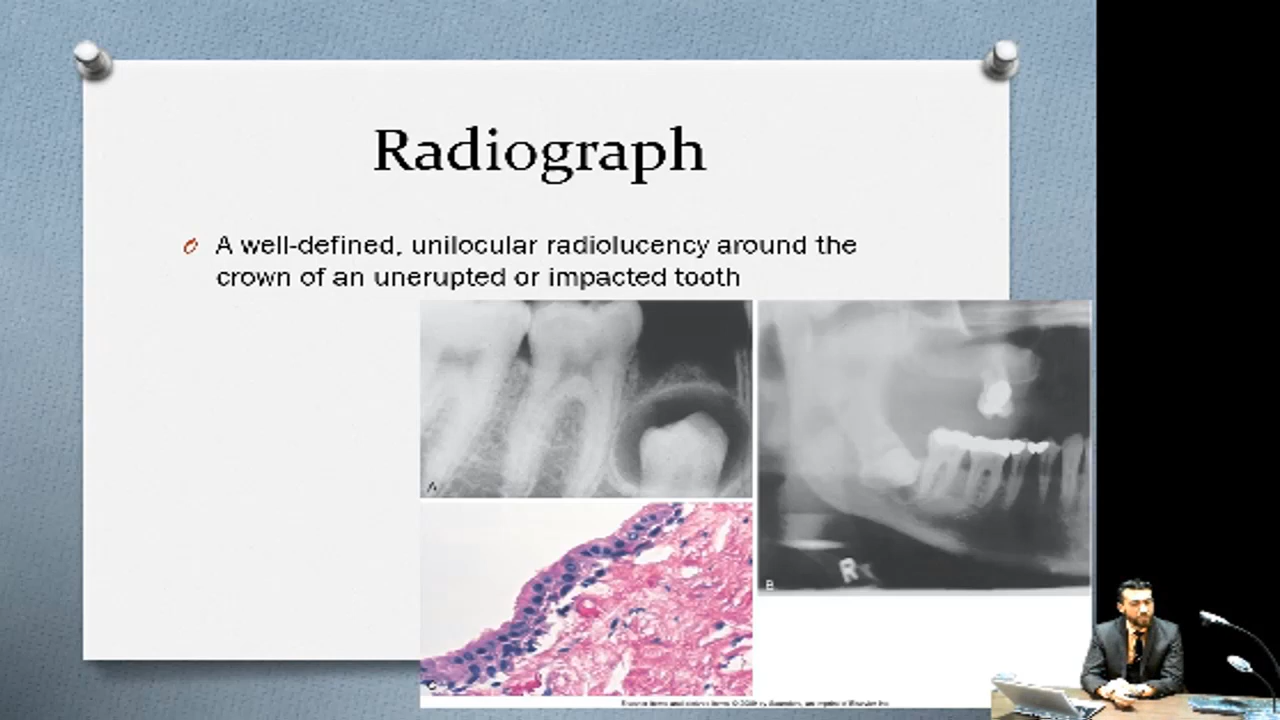 Radiograph
A well-defined, unilocular radiolucency around the
crown of an unerupted or impacted tooth
A
B
R
C